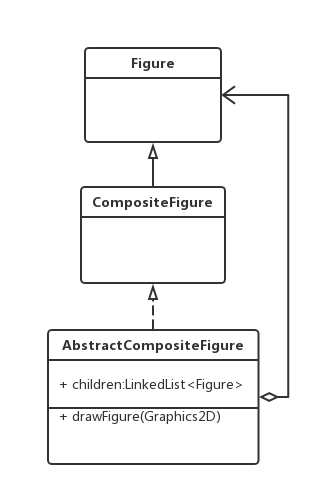 Figure
CompositeFigure
AbstractCompositeFigure
+ children:LinkedList<Figure>
+ drawFigure(Graphics2D)